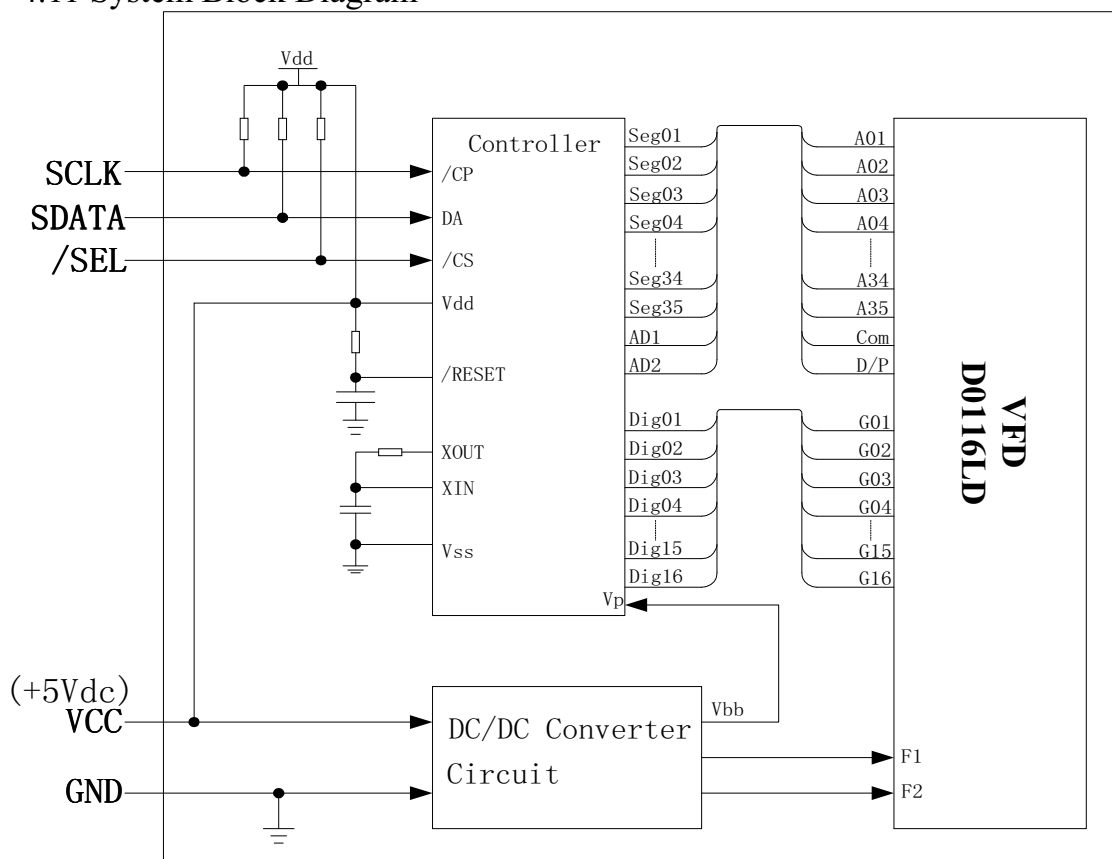 4.11 System Block Diagram
Vdd
SCLK
SDATA
/SEL
Controller
/CP
DA
/CS
Vdd
/RESET
XOUT
XIN
Vss
Seg01
Seg02
Seg03
Seg04
Seg34
Seg35
AD1
AD2
Dig01
Dig02
Dig03
Dig04
Dig15
Dig16
Vp
A01
A02
A03
A04
A34
A35
Com
D/P
G01
G02
G03
G04
G15
G16
VFD
D0116LD
(+5Vdc)
VCC
GND
DC/DC Converter
Circuit
Vbb
F1
F2